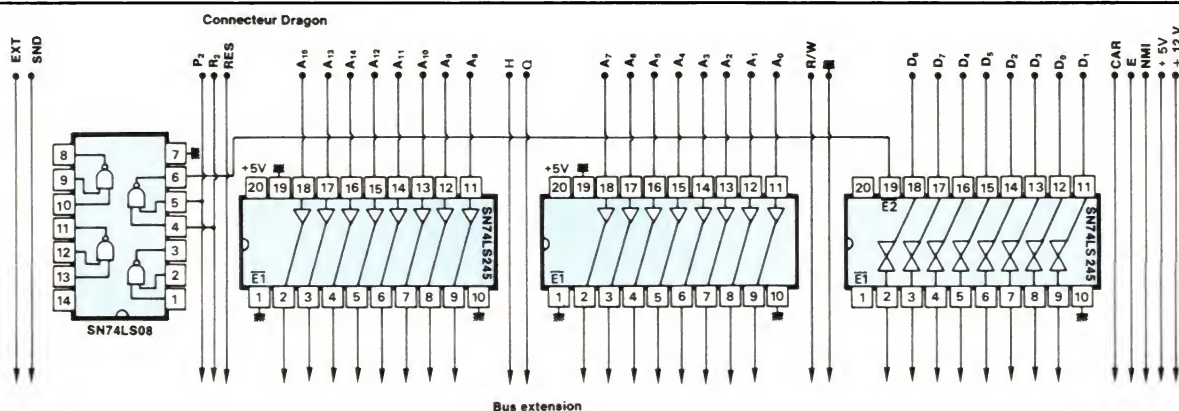 Connecteur Dragon
EXT SND P2 R2 RES A15 A13 A14 A12 A11 A10 A8 A9 H Q A7 A6 A5 A4 A3 A2 A1 A0 R/W D6 D7 D4 D5 D2 D3 D0 D1 CAR E NMI + 5V + 12V
8 7
9 6
10 5
11 4
12 3
13 2
14 1
SN74LS08
+5V
20 19 18 17 16 15 14 13 12 11
E1
SN74LS245
1 2 3 4 5 6 7 8 9 10
+5V
20 19 18 17 16 15 14 13 12 11
E1
SN74LS245
1 2 3 4 5 6 7 8 9 10
20 19 18 17 16 15 14 13 12 11
E2
E1
SN74LS245
1 2 3 4 5 6 7 8 9 10
Bus extension